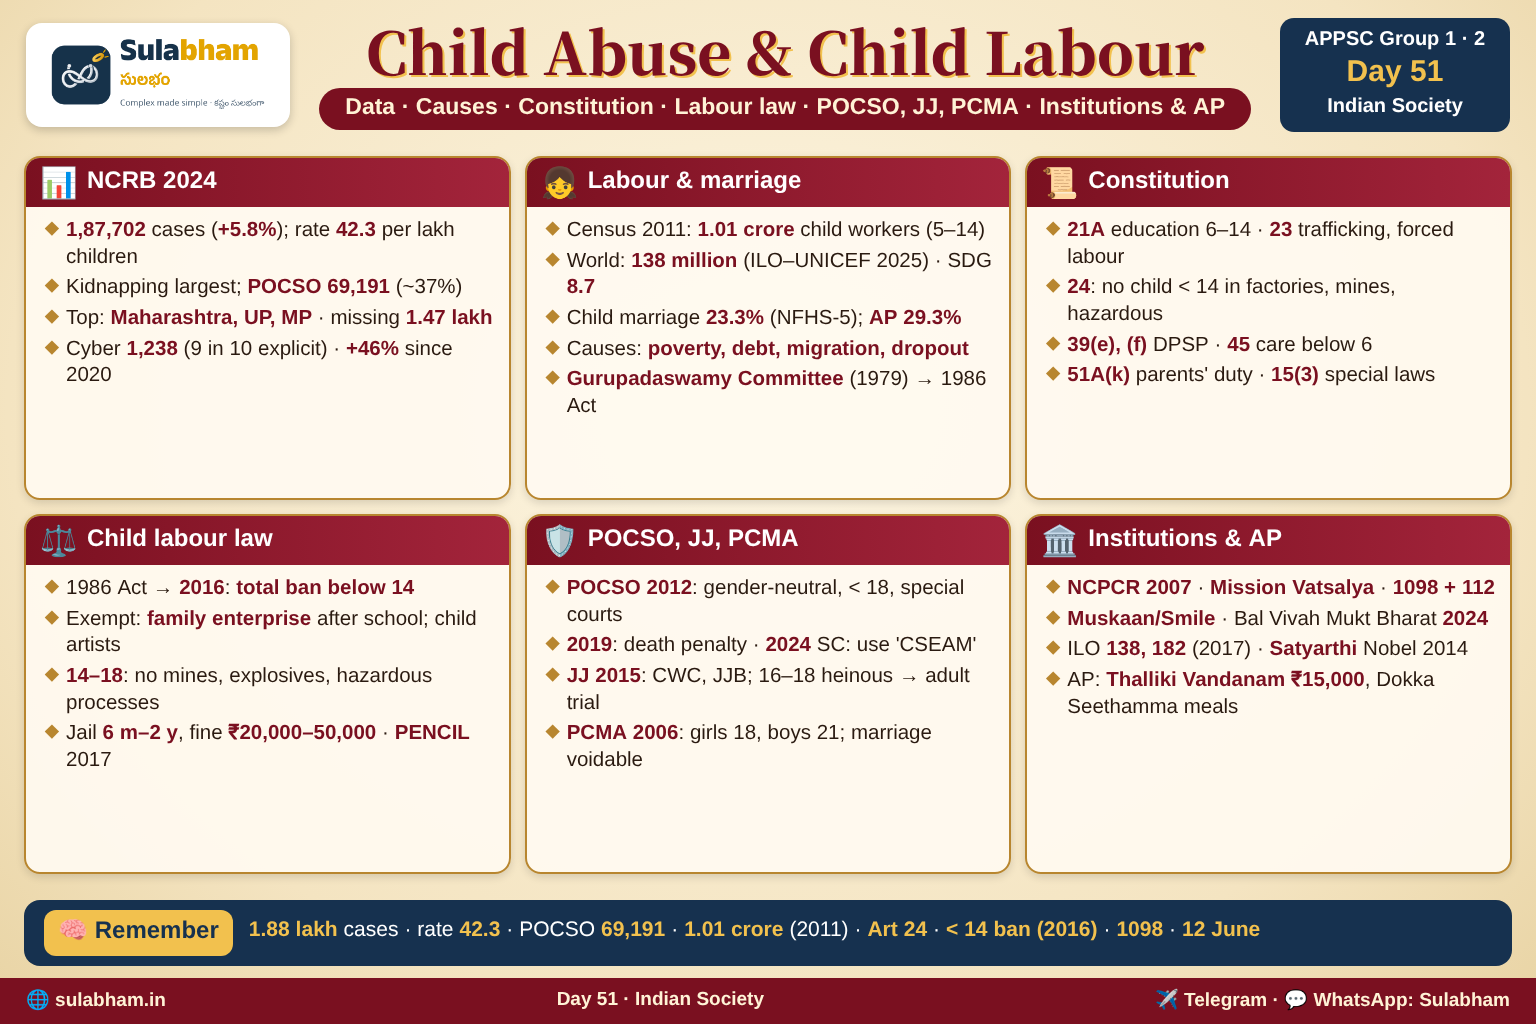 Sulabham
సులభం
Complex made simple · కష్టం సులభంగా
Child Abuse & Child Labour
Data · Causes · Constitution · Labour law · POCSO, JJ, PCMA · Institutions & AP
APPSC Group 1 · 2
Day 51
Indian Society
📊 NCRB 2024
◆ 1,87,702 cases (+5.8%); rate 42.3 per lakh
children
◆ Kidnapping largest; POCSO 69,191 (~37%)
◆ Top: Maharashtra, UP, MP · missing 1.47 lakh
◆ Cyber 1,238 (9 in 10 explicit) · +46% since
2020
👧 Labour & marriage
◆ Census 2011: 1.01 crore child workers (5–14)
◆ World: 138 million (ILO–UNICEF 2025) · SDG
8.7
◆ Child marriage 23.3% (NFHS-5); AP 29.3%
◆ Causes: poverty, debt, migration, dropout
◆ Gurupadaswamy Committee (1979) → 1986
Act
📜 Constitution
◆ 21A education 6–14 · 23 trafficking, forced
labour
◆ 24: no child < 14 in factories, mines,
hazardous
◆ 39(e), (f) DPSP · 45 care below 6
◆ 51A(k) parents' duty · 15(3) special laws
⚖️ Child labour law
◆ 1986 Act → 2016: total ban below 14
◆ Exempt: family enterprise after school; child
artists
◆ 14–18: no mines, explosives, hazardous
processes
◆ Jail 6 m–2 y, fine ₹20,000–50,000 · PENCIL
2017
🛡️ POCSO, JJ, PCMA
◆ POCSO 2012: gender-neutral, < 18, special
courts
◆ 2019: death penalty · 2024 SC: use 'CSEAM'
◆ JJ 2015: CWC, JJB; 16–18 heinous → adult
trial
◆ PCMA 2006: girls 18, boys 21; marriage
voidable
🏛️ Institutions & AP
◆ NCPCR 2007 · Mission Vatsalya · 1098 + 112
◆ Muskaan/Smile · Bal Vivah Mukt Bharat 2024
◆ ILO 138, 182 (2017) · Satyarthi Nobel 2014
◆ AP: Thalliki Vandanam ₹15,000, Dokka
Seethamma meals
🧠 Remember
1.88 lakh cases · rate 42.3 · POCSO 69,191 · 1.01 crore (2011) · Art 24 · < 14 ban (2016) · 1098 · 12 June
🌐 sulabham.in
Day 51 · Indian Society
✈️ Telegram · 💬 WhatsApp: Sulabham